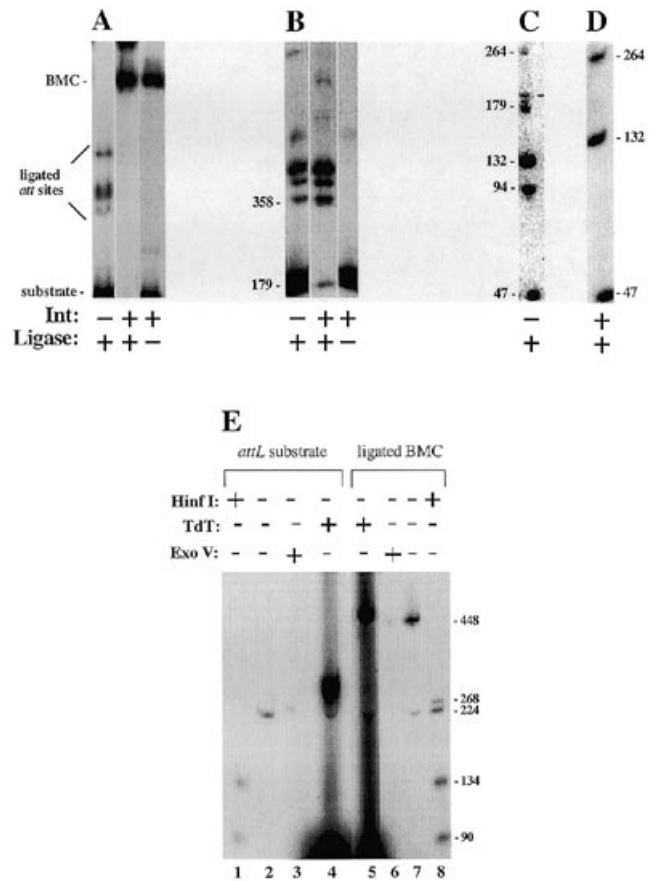 A B C D
BMC -
ligated
att sites
substrate -
358 -
179 -
264 -
179 -
132 -
94 -
47 -
- 264
- 132
- 47
Int: − + + − + + − +
Ligase: + + − + + − + +
E
attL substrate ligated BMC
Hinf I: + - - - - - - +
TdT: - - - + + - - -
Exo V: - - + - - + - -
- 448
- 268
- 224
- 134
- 90
1 2 3 4 5 6 7 8